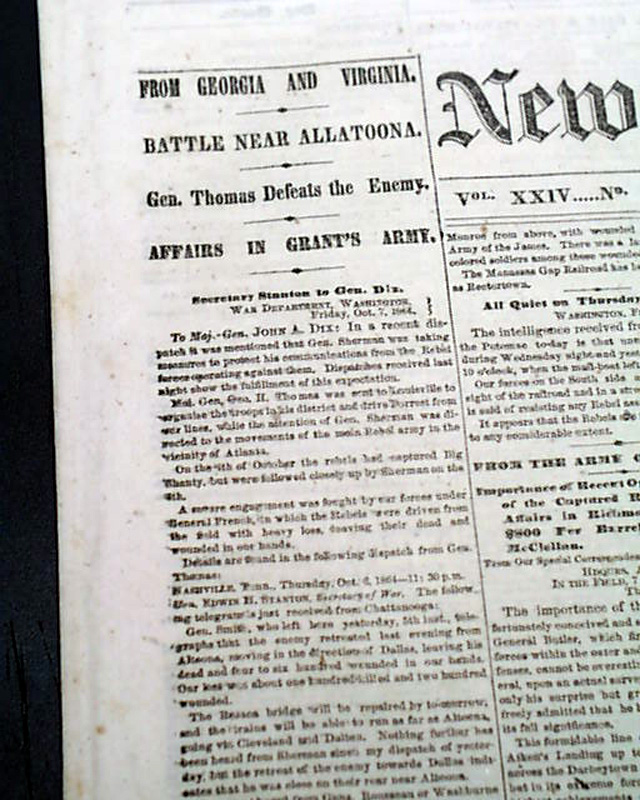 FROM GEORGIA AND VIRGINIA.
BATTLE NEAR ALLATOONA.
Gen. Thomas Defeats the Enemy.
AFFAIRS IN GRANT'S ARMY.
Secretary Stanton to Gen. Dix.
WAR DEPARTMENT, WASHINGTON,
Friday, Oct. 7, 1864.
To Maj.-Gen. JOHN A. DIX: In a recent dis-
patch it was mentioned that Gen. Sherman was taking
measures to protect his communications from the Rebel
forces operating against them. Dispatches received last
night show the fulfillment of this expectation.
Maj. Gen. Geo. H. Thomas was sent to Louisville to
organize the troops in his district and drive Forrest from
our lines, while the attention of Gen. Sherman was di-
rected to the movements of the main Rebel army in the
vicinity of Atlanta.
On the 4th of October the rebels had captured Big
Shanty, but were followed closely up by Sherman on the
A severe engagement was fought by our forces under
General French, in which the Rebels were driven from
the field with heavy loss, leaving their dead and
wounded in our hands.
Details are found in the following dispatch from Gen.
Thomas:
NASHVILLE, Tenn., Thursday, Oct. 6, 1864—11:30 p.m.
Hon. EDWIN H. STANTON, Secretary of War. The follow-
ing telegram is just received from Chattanooga:
Gen. Smith, who left here yesterday, 5th inst., tele-
graphs that the enemy retreated last evening from
Altoona, moving in the direction of Dallas, leaving his
dead and four to six hundred wounded in our hands.
Our loss was about one hundred killed and two hundred
wounded.
The Resaca bridge will be repaired by to-morrow,
and the trains will be able to run as far as Altoona,
going via Cleveland and Dalton. Nothing further has
been heard from Sherman since my dispatch of yester-
day, but the retreat of the enemy towards Dallas indi-
cates that he was close on their rear near Altoona.
heard from Gens. Rousseau or Washburne
New
VOL. XXIV.....No.
Monroe from above, with wounded
Army of the James. There was a
colored soldiers among these wounded
The Manassas Gap Railroad has
as Rectortown.
All Quiet on Thursday
WASHINGTON,
The intelligence received
the Potomac to-day is that
during Wednesday night and
10 o'clock, when the mail-boat left
Our forces on the South side
sight of the railroad and in a
is said of resisting any Rebel
It appears that the Rebels
to any considerable extent.
FROM THE ARMY
Importance of Recent
of the Captured
Affairs in Richm
$800 Per Barrel
McClellan.
From Our Special Correspondent
HDQURS.
IN THE FIELD,
The importance of
fortunately conceived and
General Butler, which
forces within the outer and
fenses, cannot be
eral, upon an actual
only his surprise but
freely admitted that
its full significance.
This formidable line
Aiken's Landing up
across the Darbeytown
but in its extreme